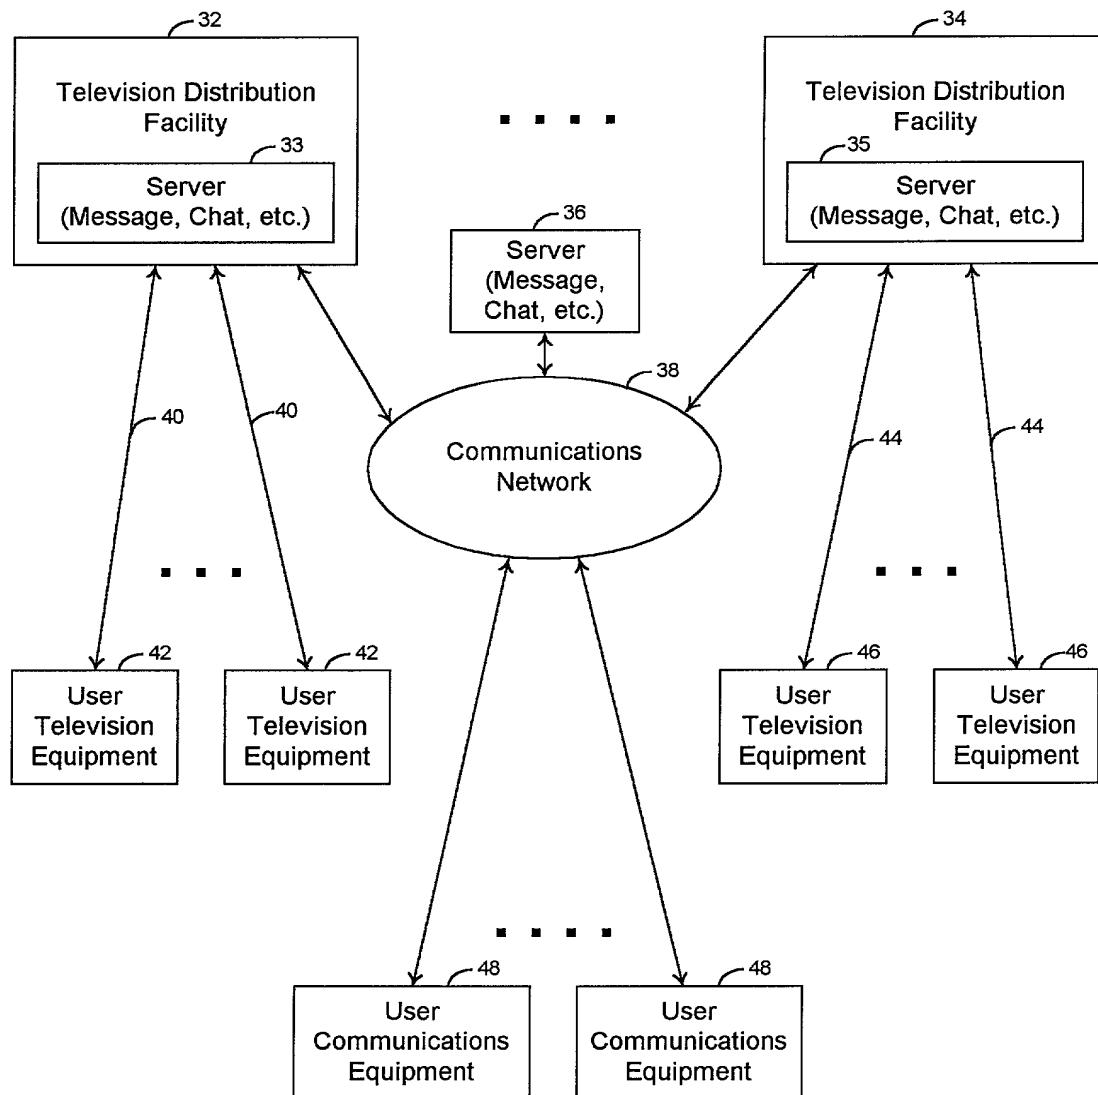 32
34
Television Distribution
Facility
33
Server
(Message, Chat, etc.)
Television Distribution
Facility
35
Server
(Message, Chat, etc.)
36
Server
(Message,
Chat, etc.)
38
Communications
Network
40
40
44
44
42
User
Television
Equipment
42
User
Television
Equipment
46
User
Television
Equipment
46
User
Television
Equipment
48
User
Communications
Equipment
48
User
Communications
Equipment